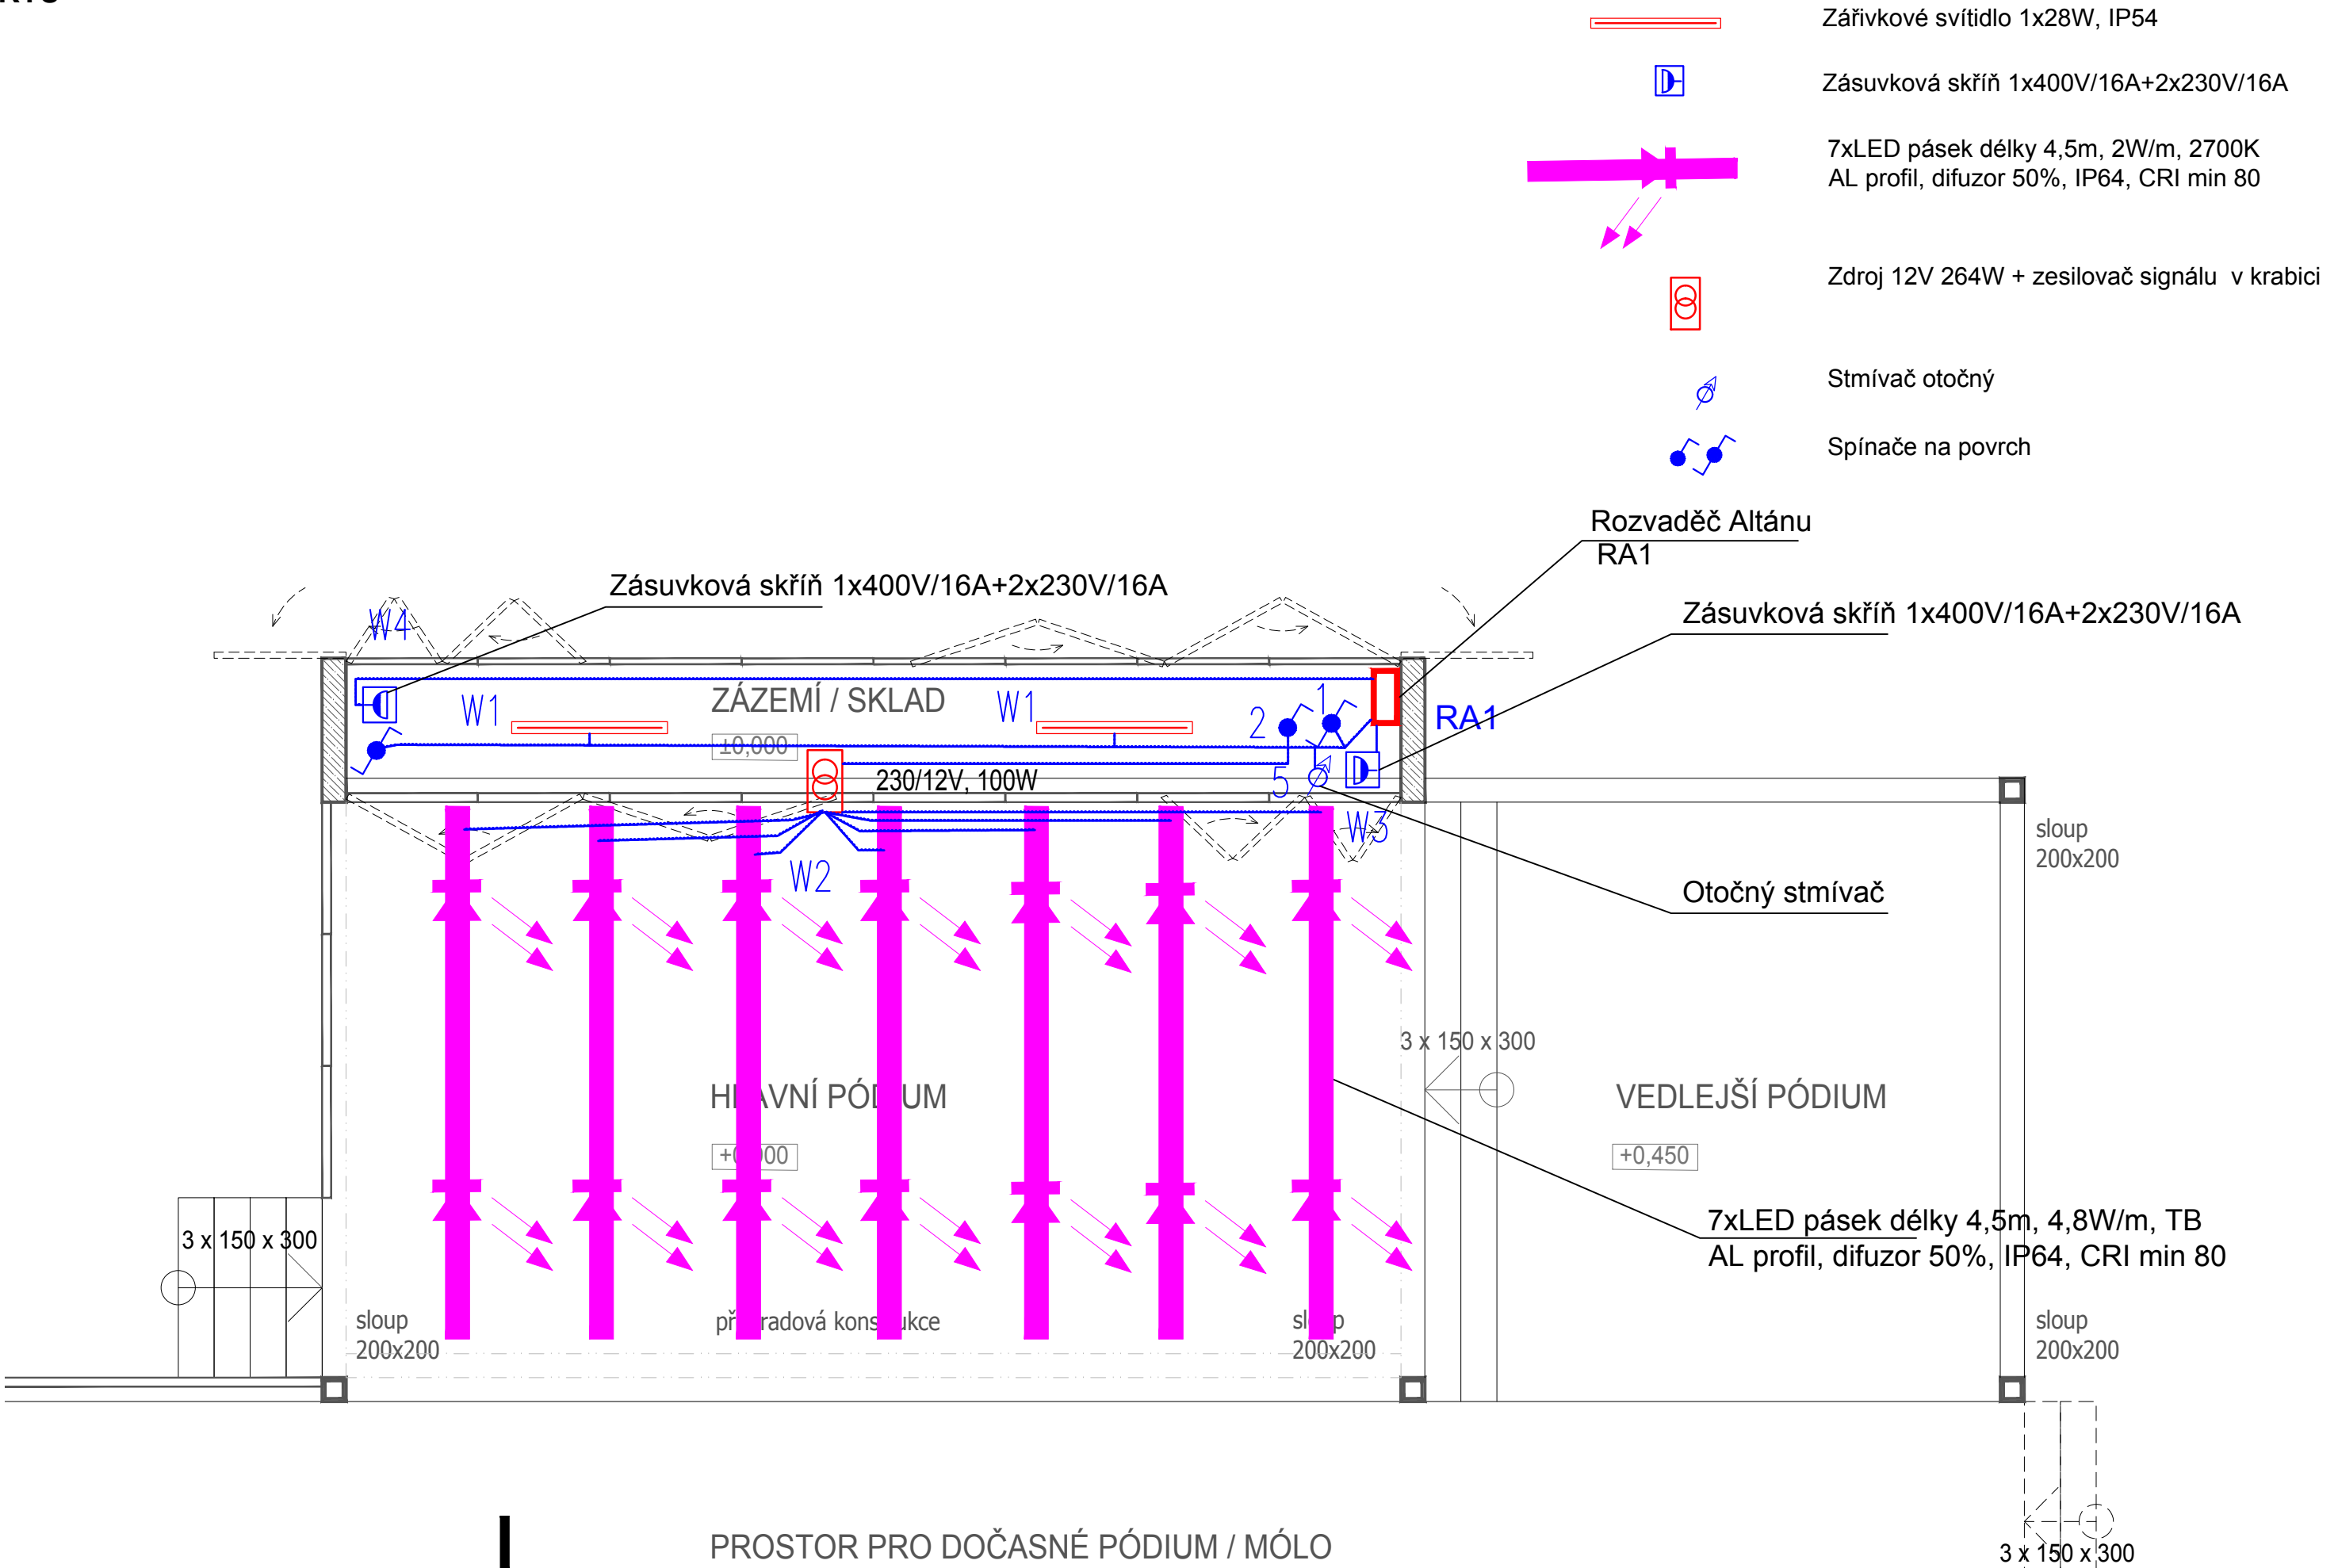 Zářivkové svítidlo 1x28W, IP54
Zásuvková skříň 1x400V/16A+2x230V/16A
7xLED pásek délky 4,5m, 2W/m, 2700K
AL profil, difuzor 50%, IP64, CRI min 80
Zdroj 12V 264W + zesilovač signálu v krabici
Stmívač otočný
Spínače na povrch
Rozvaděč Altánu
RA1
Zásuvková skříň 1x400V/16A+2x230V/16A
Zásuvková skříň 1x400V/16A+2x230V/16A
W4
W1
ZÁZEMÍ / SKLAD
W1
2
1
RA1
±0,000
230/12V, 100W
5
W3
sloup
200x200
W2
Otočný stmívač
3 x 150 x 300
HLAVNÍ PÓDIUM
VEDLEJŠÍ PÓDIUM
+0,450
7xLED pásek délky 4,5m, 4,8W/m, TB
AL profil, difuzor 50%, IP64, CRI min 80
3 x 150 x 300
sloup
200x200
příhradová konstrukce
sloup
200x200
sloup
200x200
PROSTOR PRO DOČASNÉ PÓDIUM / MÓLO
3 x 150 x 300